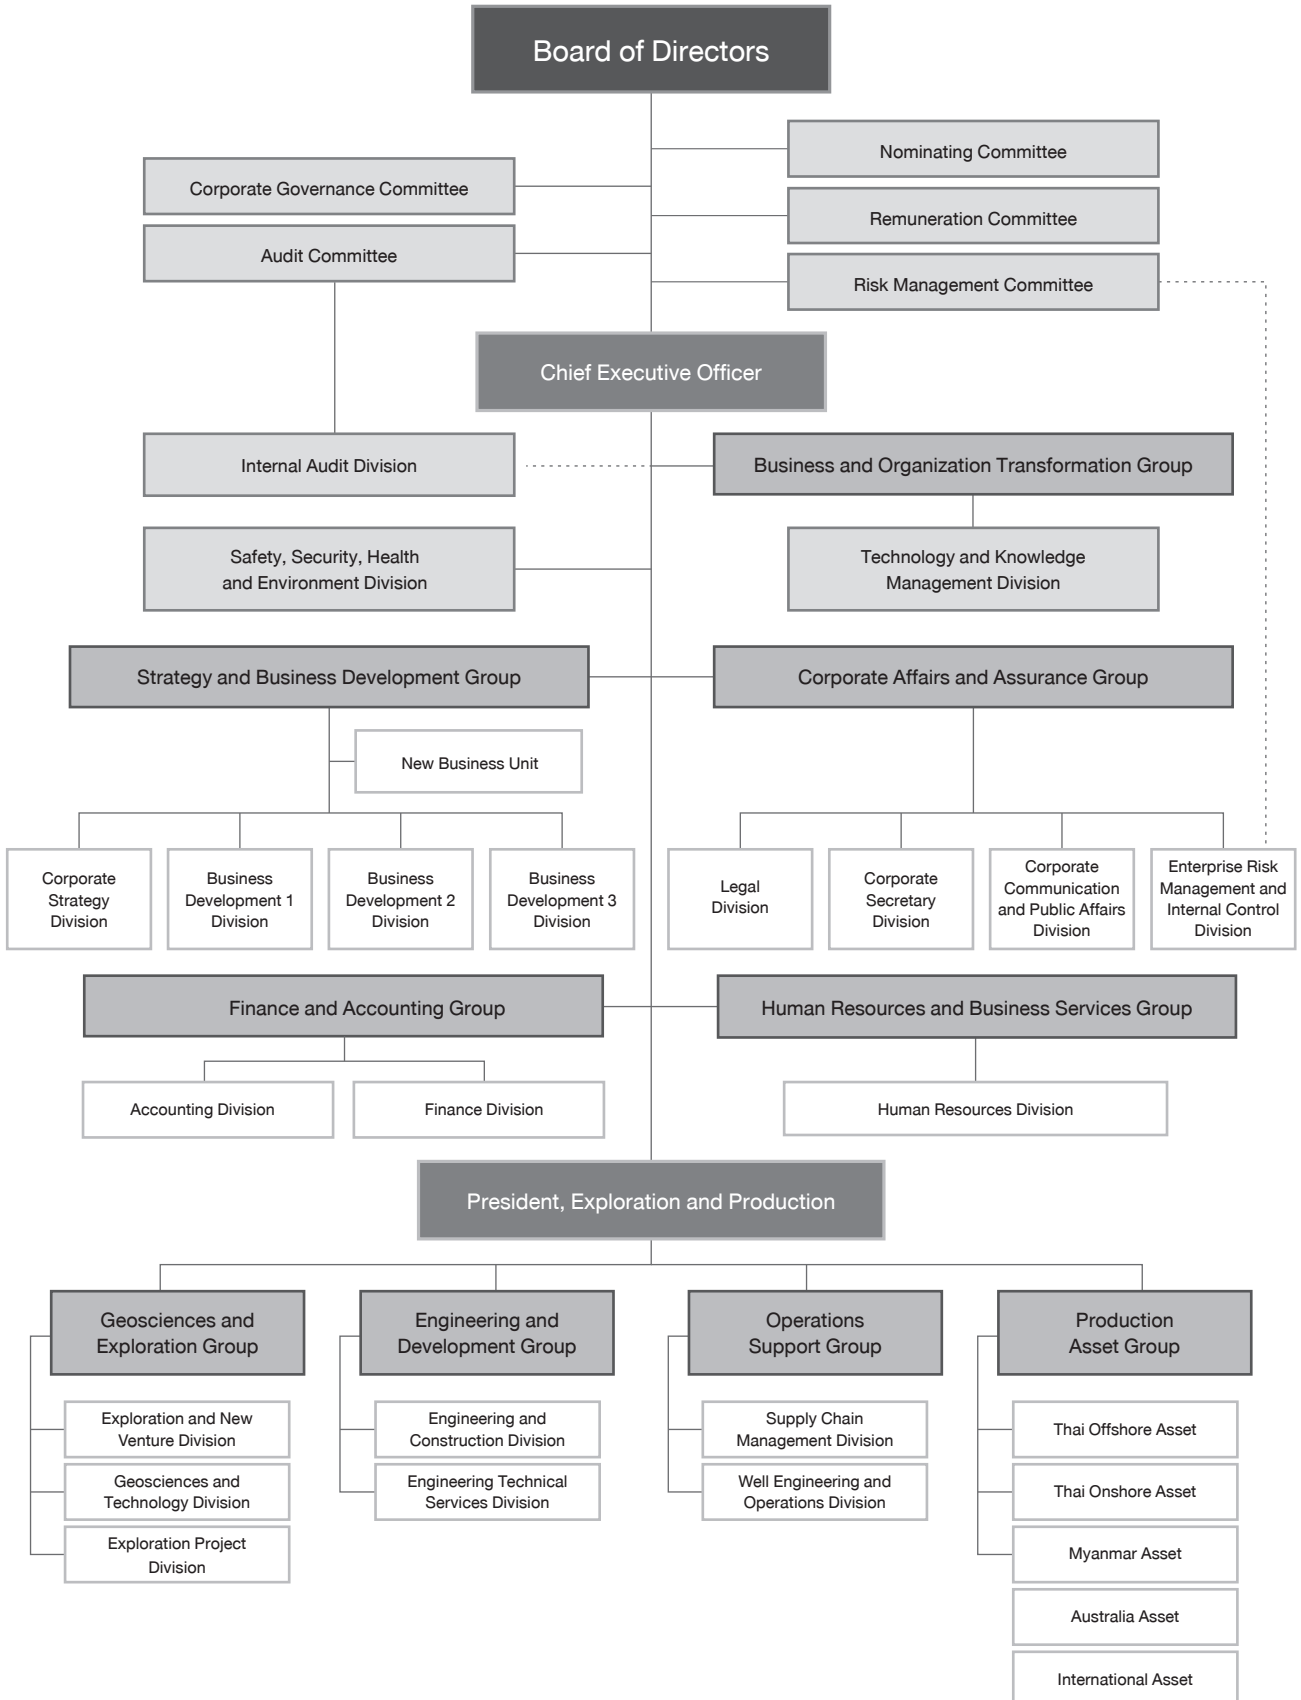 Board of Directors
Nominating Committee
Corporate Governance Committee
Remuneration Committee
Audit Committee
Risk Management Committee
Chief Executive Officer
Internal Audit Division
Business and Organization Transformation Group
Safety, Security, Health
and Environment Division
Technology and Knowledge
Management Division
Strategy and Business Development Group
Corporate Affairs and Assurance Group
New Business Unit
Corporate
Strategy
Division
Business
Development 1
Division
Business
Development 2
Division
Business
Development 3
Division
Legal
Division
Corporate
Secretary
Division
Corporate
Communication
and Public Affairs
Division
Enterprise Risk
Management and
Internal Control
Division
Finance and Accounting Group
Human Resources and Business Services Group
Accounting Division
Finance Division
Human Resources Division
President, Exploration and Production
Geosciences and
Exploration Group
Exploration and New
Venture Division
Geosciences and
Technology Division
Exploration Project
Division
Engineering and
Development Group
Engineering and
Construction Division
Engineering Technical
Services Division
Operations
Support Group
Supply Chain
Management Division
Well Engineering and
Operations Division
Production
Asset Group
Thai Offshore Asset
Thai Onshore Asset
Myanmar Asset
Australia Asset
International Asset